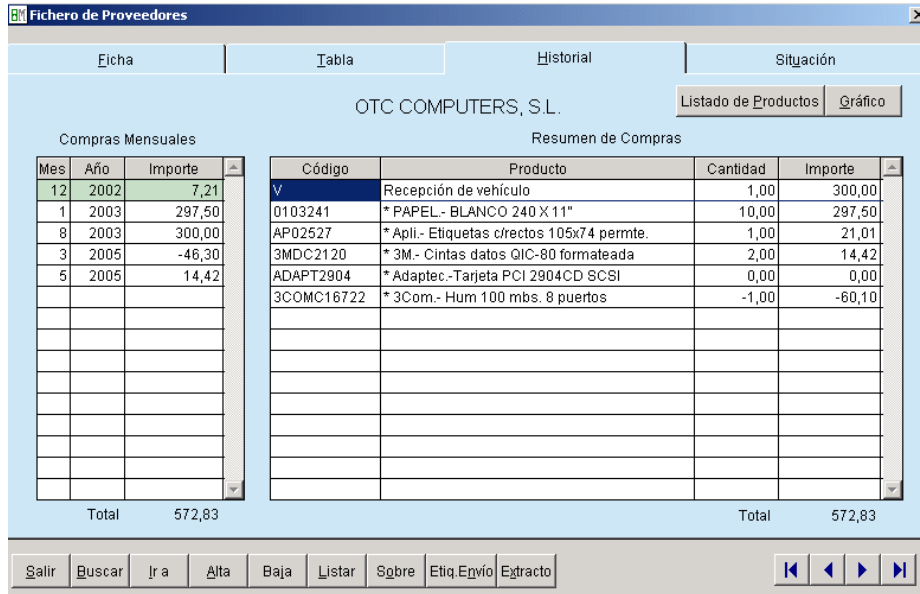 Fichero de Proveedores
Ficha Tabla Historial Situación
OTC COMPUTERS, S.L. Listado de Productos Gráfico
Compras Mensuales Resumen de Compras
Mes Año Importe Código Producto Cantidad Importe
12 2002 7,21 V Recepción de vehículo 1,00 300,00
1 2003 297,50 0103241 * PAPEL.- BLANCO 240 X 11" 10,00 297,50
8 2003 300,00 AP02527 * Apli.- Etiquetas c/rectos 105x74 permte. 1,00 21,01
3 2005 -46,30 3MDC2120 * 3M.- Cintas datos QIC-80 formateada 2,00 14,42
5 2005 14,42 ADAPT2904 * Adaptec.-Tarjeta PCI 2904CD SCSI 0,00 0,00
3COMC16722 * 3Com.- Hum 100 mbs. 8 puertos -1,00 -60,10
Total 572,83 Total 572,83
Salir Buscar Ir a Alta Baja Listar Sobre Etiq.Envío Extracto